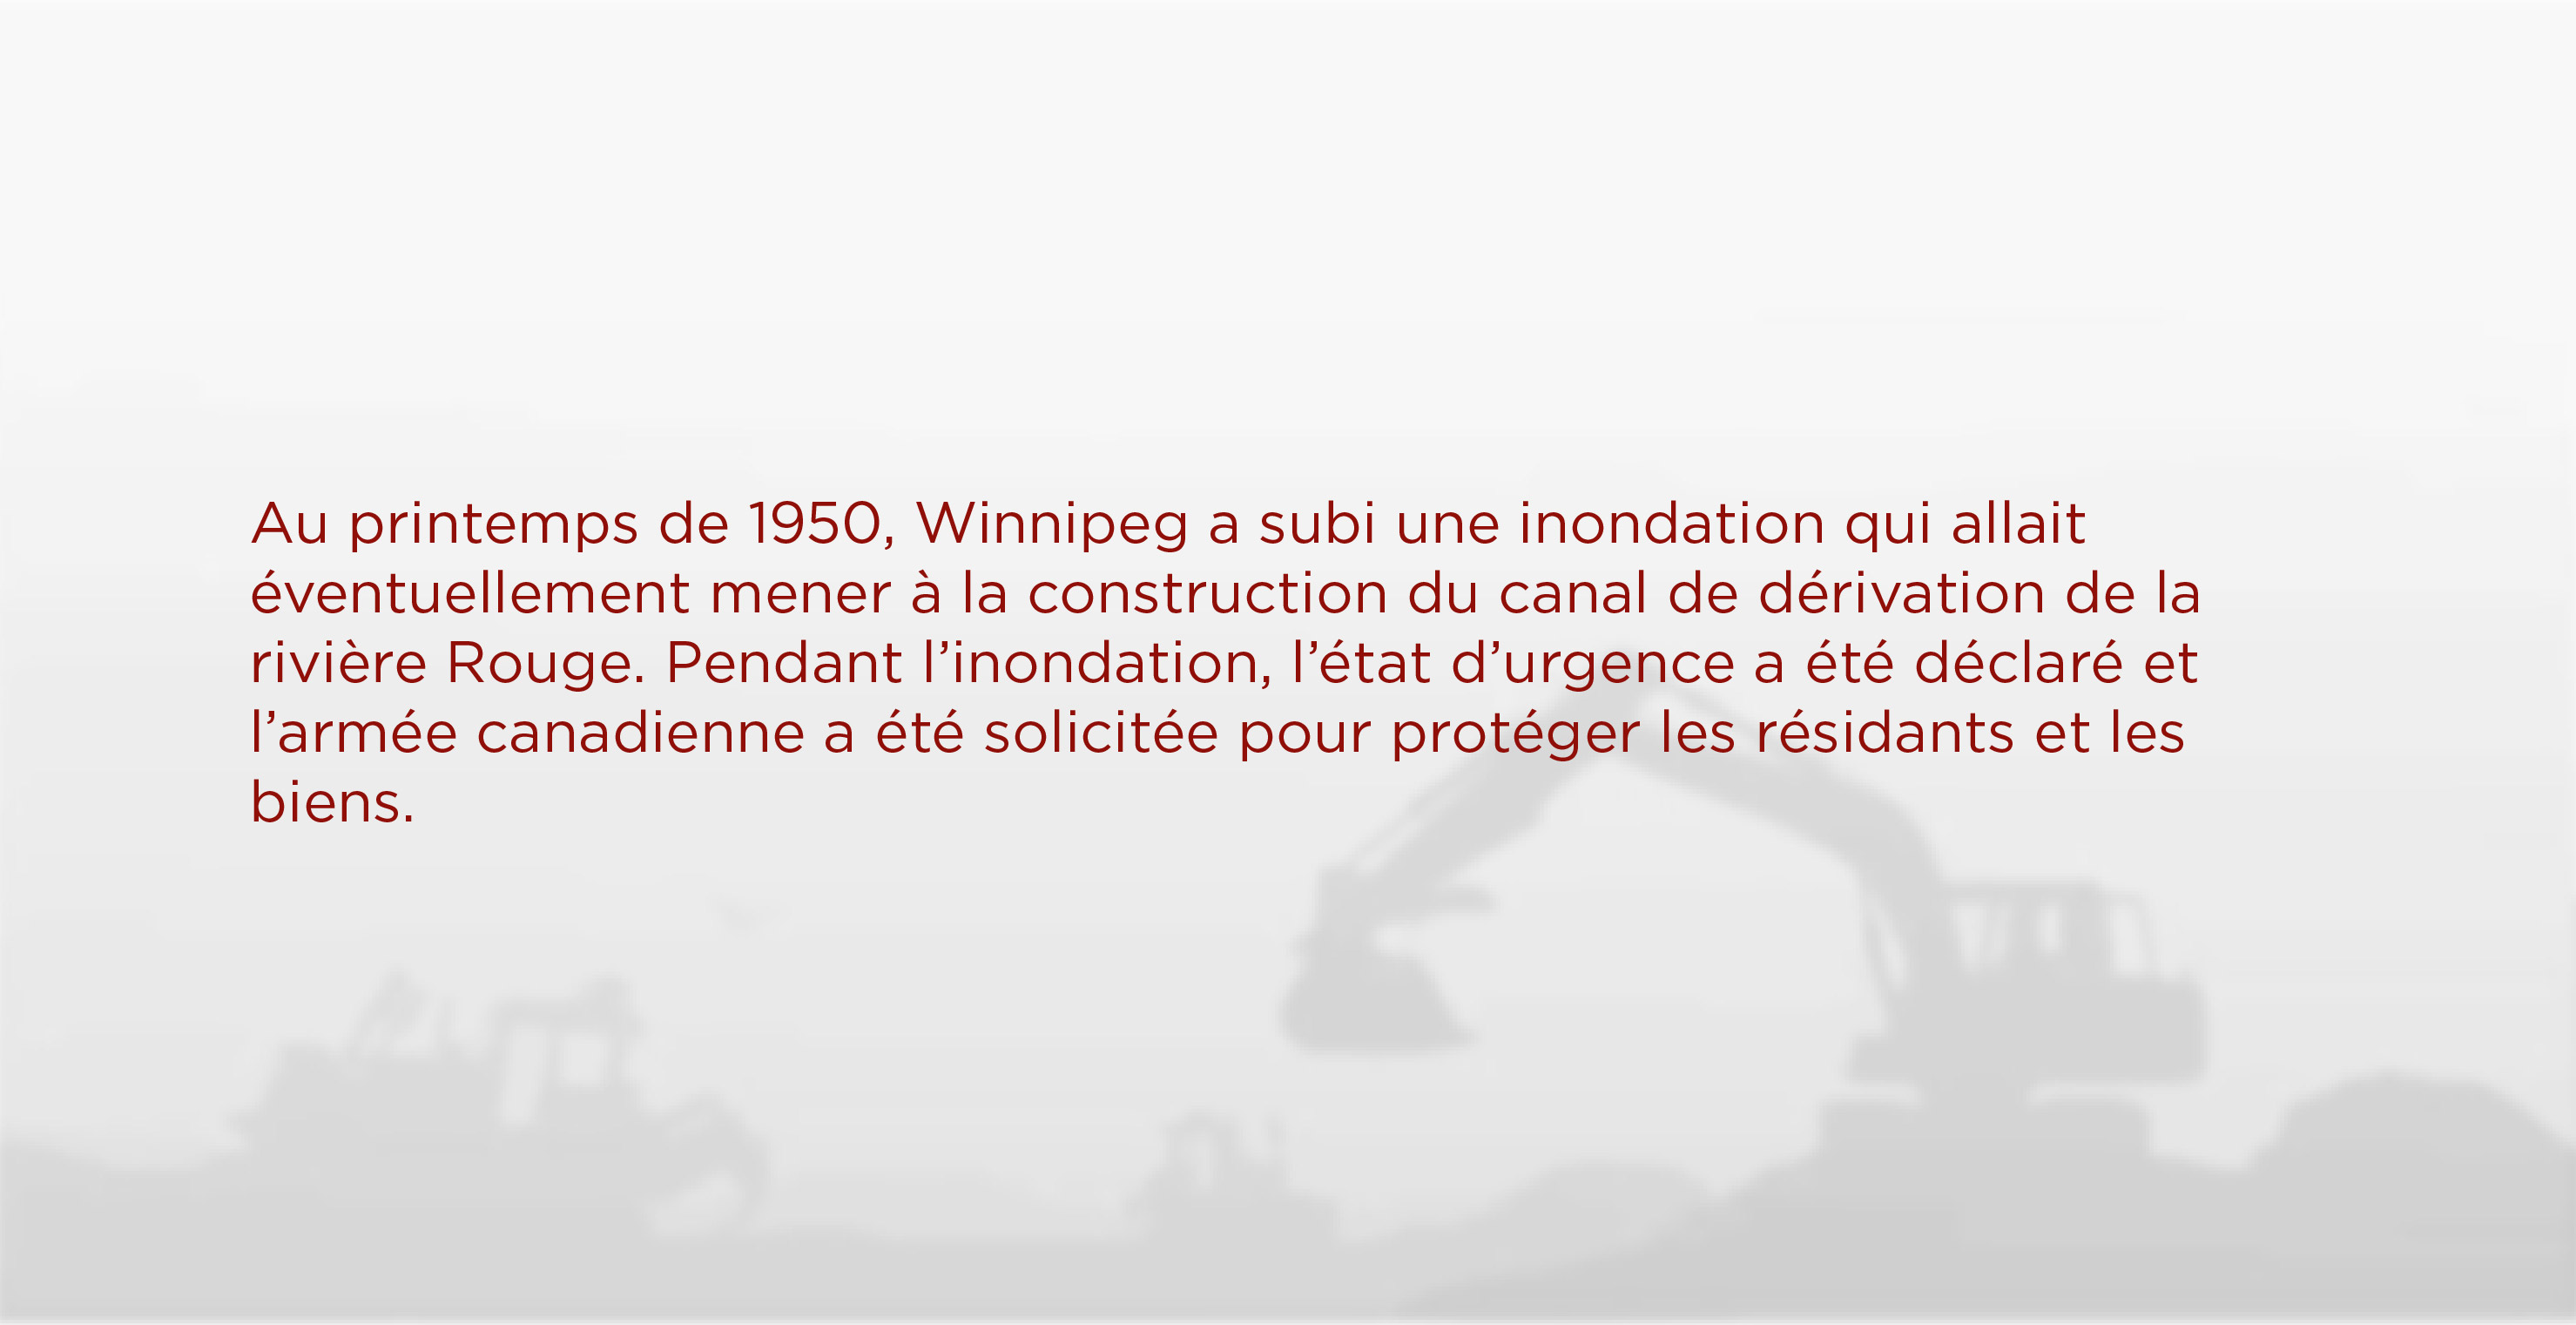 Au printemps de 1950, Winnipeg a subi une inondation qui allait
éventuellement mener à la construction du canal de dérivation de la
rivière Rouge. Pendant l’inondation, l’état d’urgence a été déclaré et
l’armée canadienne a été solicitée pour protéger les résidants et les
biens.